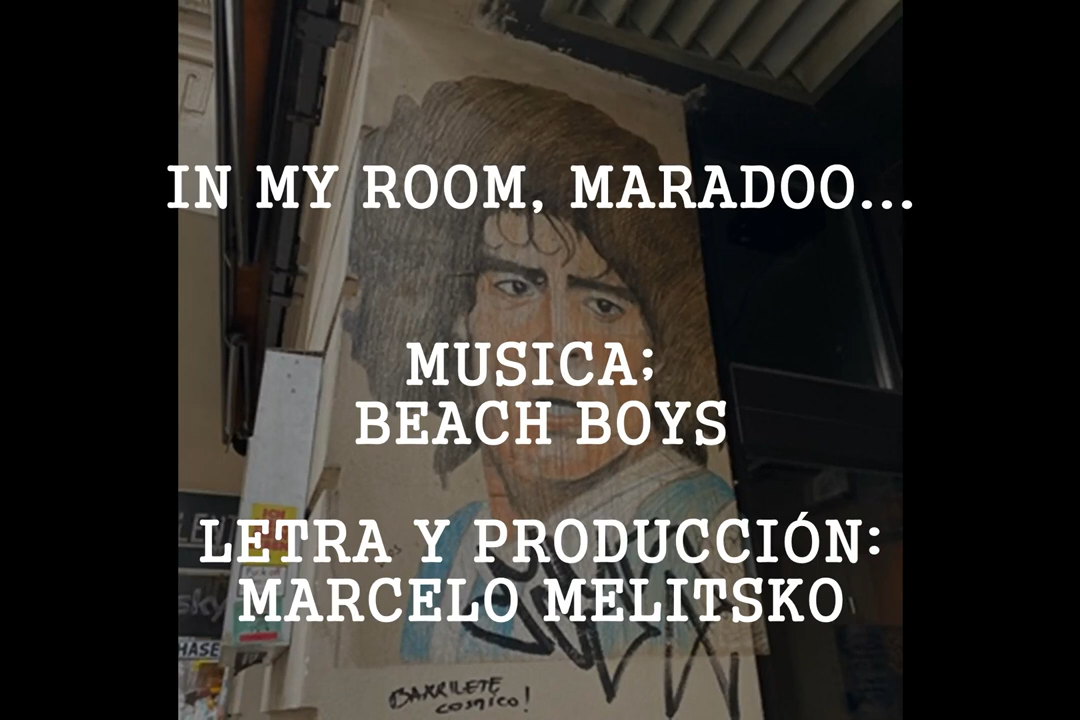 IN MY ROOM, MARADOO...
MUSICA;
BEACH BOYS
LETRA Y PRODUCCIÓN:
MARCELO MELITSKO
BARRILETE
COSMICO!